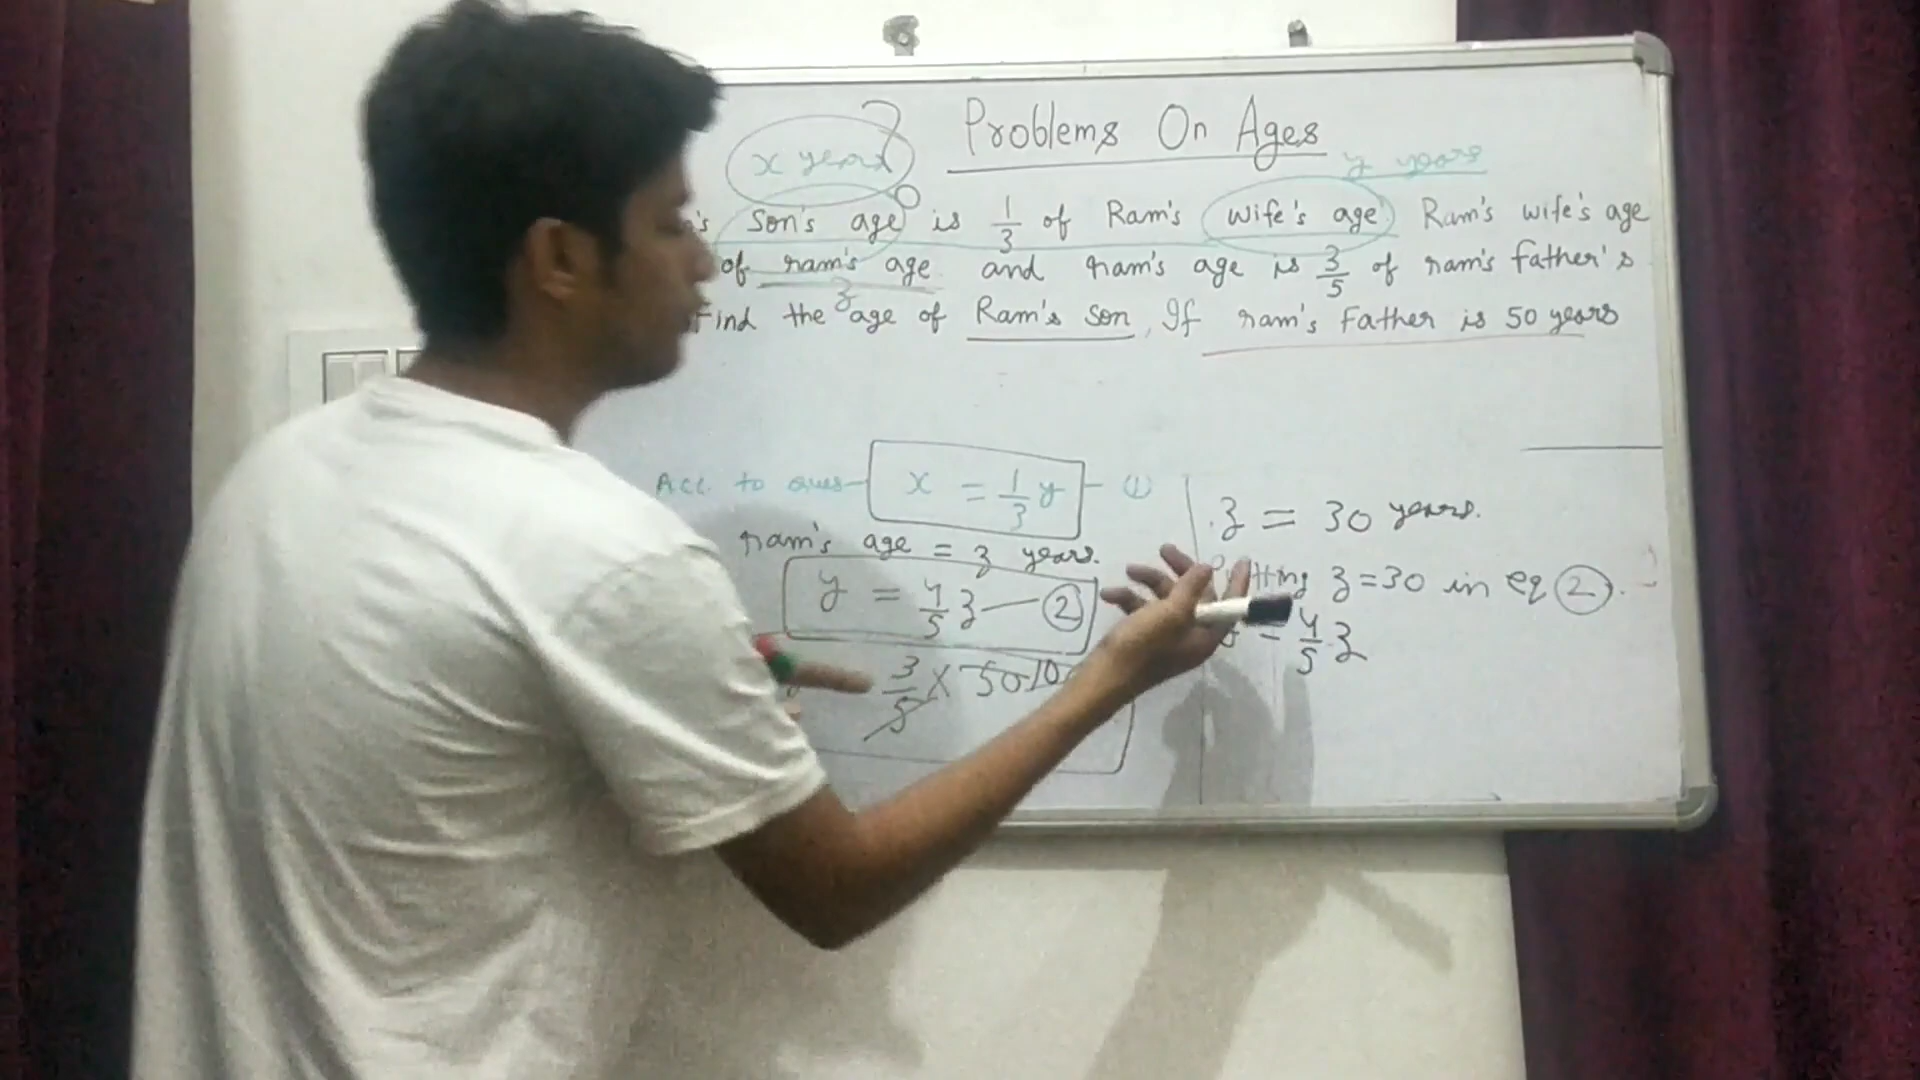 Problems On Ages
x years
y years
's Son's age is 1/3 of Ram's wife's age Ram's wife's age
of ram's age and ram's age is 3/5 of ram's father's
z
Find the age of Ram's Son, If ram's Father is 50 years
Acc. to ques x = 1/3 y - (1)
ram's age = z years.
y = 4/5 z — (2)
3/5 X 50 10
z = 30 years.
Putting z = 30 in eq (2).
= 4/5 z